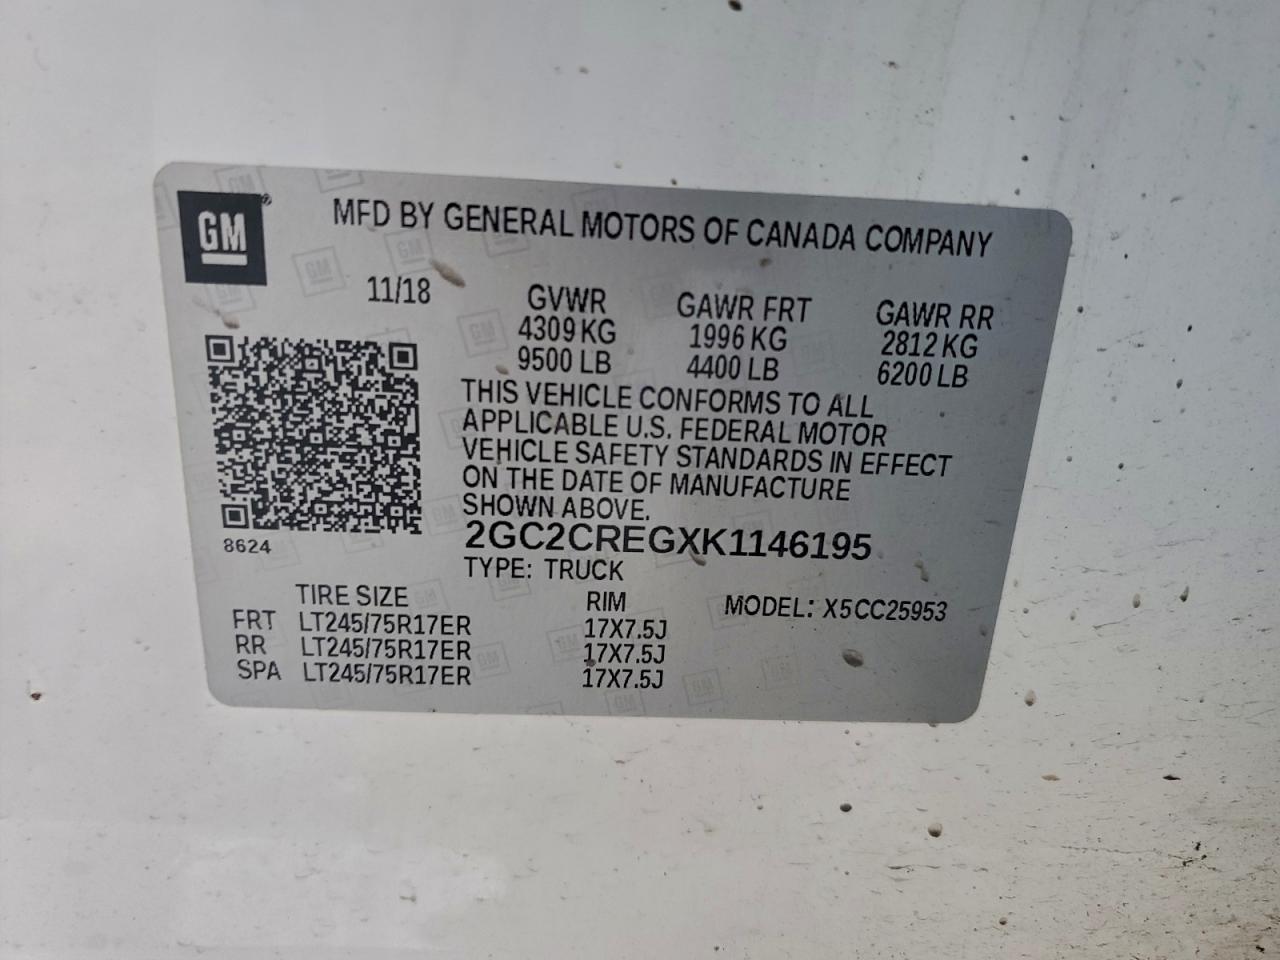 GM
MFD BY GENERAL MOTORS OF CANADA COMPANY
11/18
GVWR GAWR FRT GAWR RR
4309 KG 1996 KG 2812 KG
9500 LB 4400 LB 6200 LB
THIS VEHICLE CONFORMS TO ALL
APPLICABLE U.S. FEDERAL MOTOR
VEHICLE SAFETY STANDARDS IN EFFECT
ON THE DATE OF MANUFACTURE
SHOWN ABOVE.
2GC2CREGXK1146195
8624
TYPE: TRUCK
TIRE SIZE RIM MODEL: X5CC25953
FRT LT245/75R17ER 17X7.5J
RR LT245/75R17ER 17X7.5J
SPA LT245/75R17ER 17X7.5J